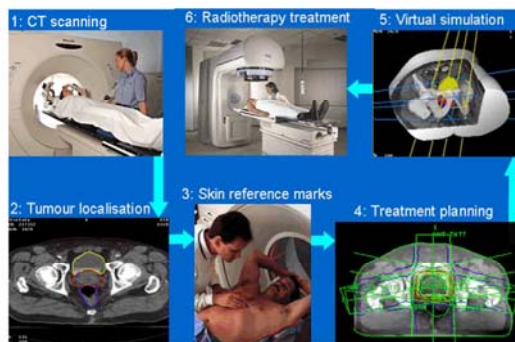 1: CT scanning
6: Radiotherapy treatment
5: Virtual simulation
2: Tumour localisation
3: Skin reference marks
4: Treatment planning